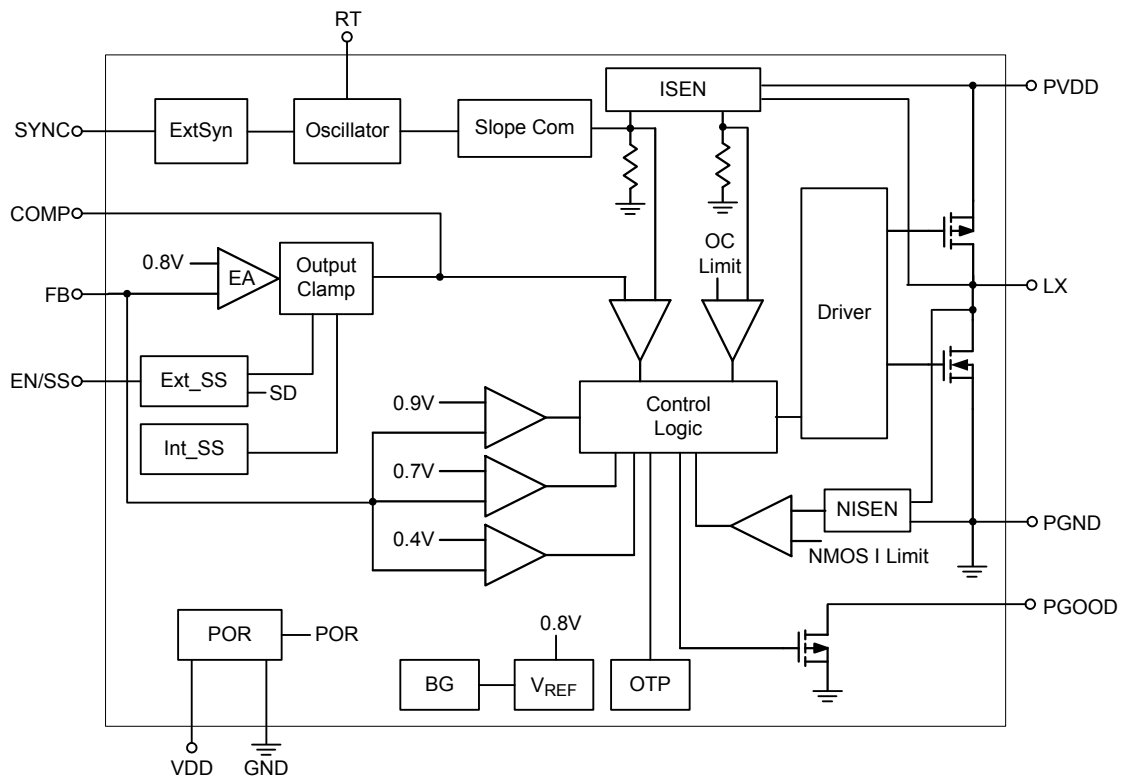 RT
ISEN
PVDD
SYNC
ExtSyn
Oscillator
Slope Com
COMP
0.8V
EA
Output
Clamp
OC
Limit
FB
LX
Driver
EN/SS
Ext_SS
SD
Int_SS
0.9V
Control
Logic
0.7V
0.4V
NISEN
NMOS I Limit
PGND
PGOOD
POR
POR
0.8V
BG
VREF
OTP
VDD
GND